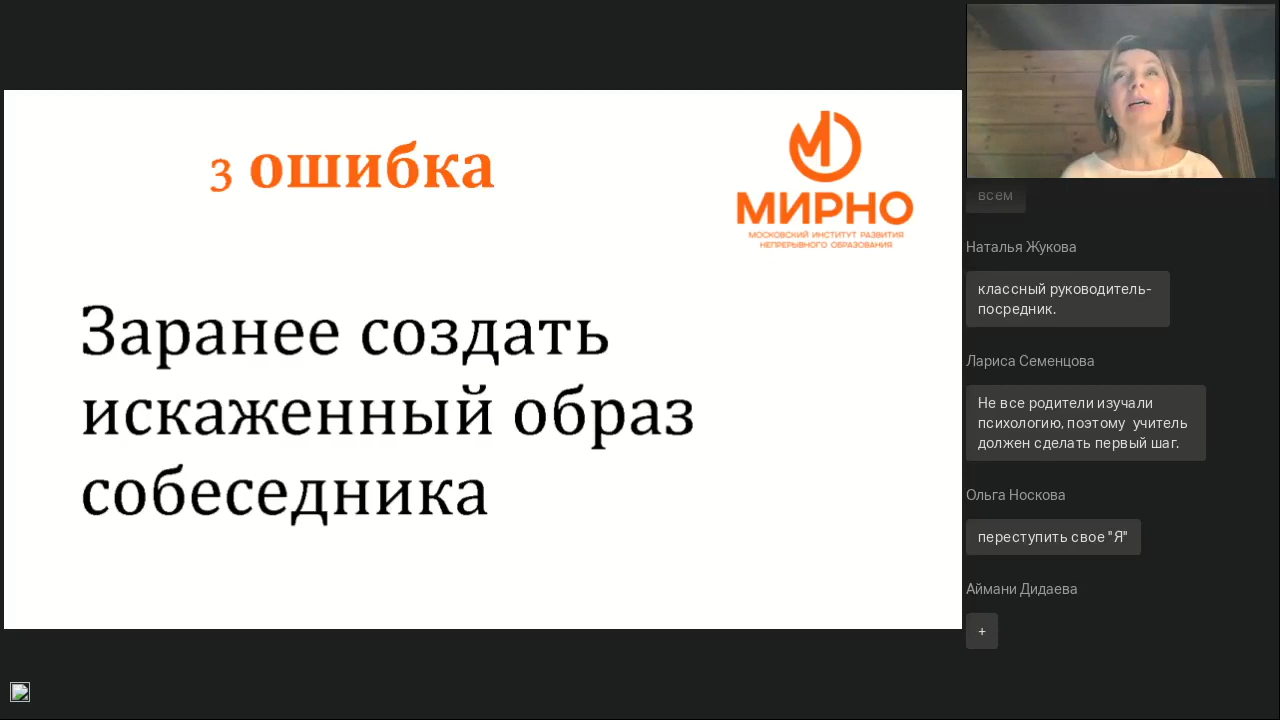 3 ошибка
МИРНО
МОСКОВСКИЙ ИНСТИТУТ РАЗВИТИЯ
НЕПРЕРЫВНОГО ОБРАЗОВАНИЯ
Заранее создать
искаженный образ
собеседника
всем
Наталья Жукова
классный руководитель-
посредник.
Лариса Семенцова
Не все родители изучали
психологию, поэтому  учитель
должен сделать первый шаг.
Ольга Носкова
переступить свое "Я"
Аймани Дидаева
+